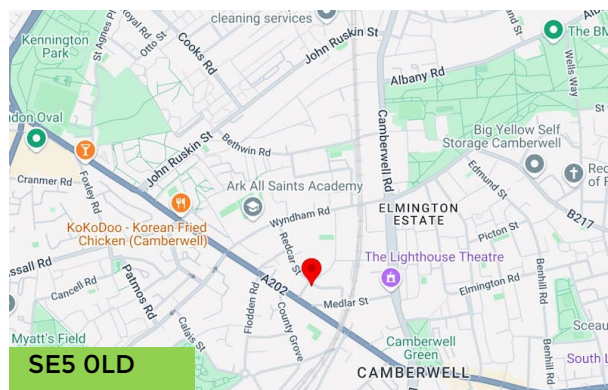 cleaning services
Kennington
Park
St Agnes Pl
Royal Rd
Otto St
Cooks Rd
John Ruskin St
Albany Rd
The BM
Wells Way
don Oval
Camberwell Rd
Big Yellow Self
Storage Camberwell
Bethwin Rd
John Ruskin St
Edmund St
Red
of R
Cranmer Rd
Foxley Rd
Ark All Saints Academy
ELMINGTON
ESTATE
B217
KoKoDoo - Korean Fried
Chicken (Camberwell)
Wyndham Rd
Picton St
Redcar St
The Lighthouse Theatre
assall Rd
Cancell Rd
Patmos Rd
A202
Flodden Rd
Medlar St
Elmington Rd
Benhill Rd
Benhill Rd
Myatt's Field
Calais St
County Grove
Camberwell
Green
Sceau
SE5 0LD
CAMBERWELL
South L